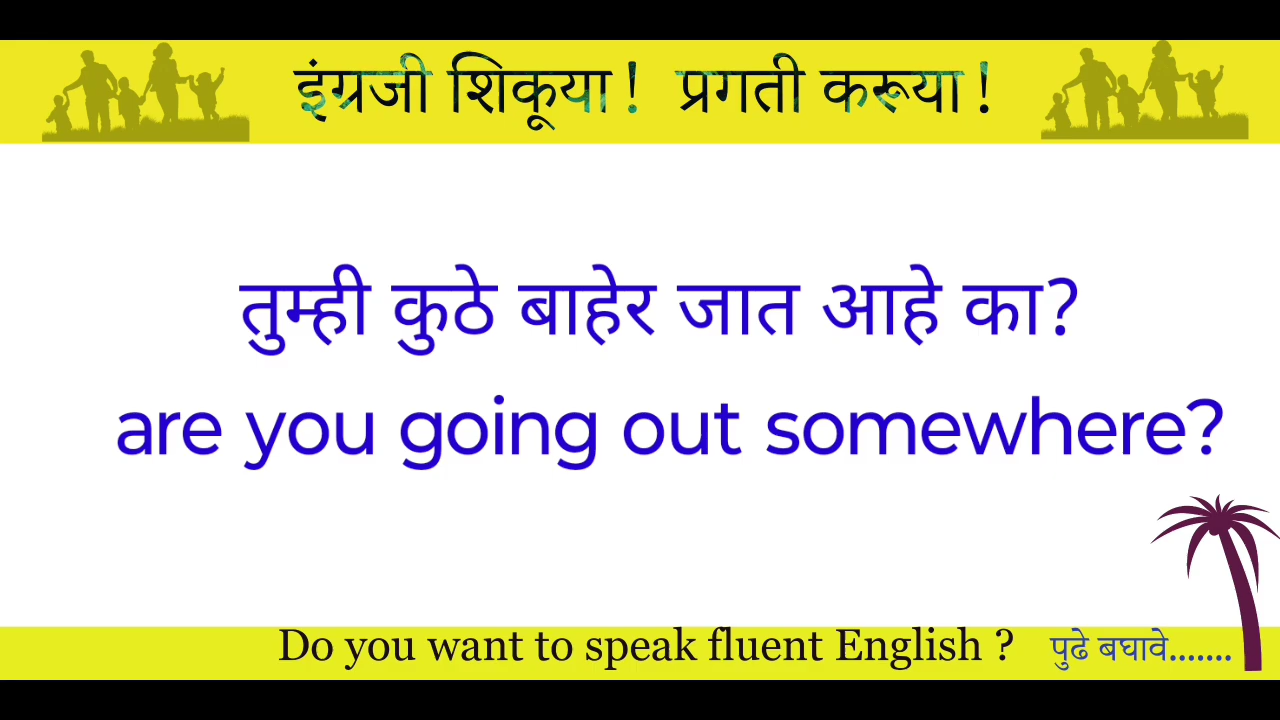 इंग्रजी शिकूया! प्रगती करूया!
तुम्ही कुठे बाहेर जात आहे का?
are you going out somewhere?
Do you want to speak fluent English ? पुढे बघावे.......